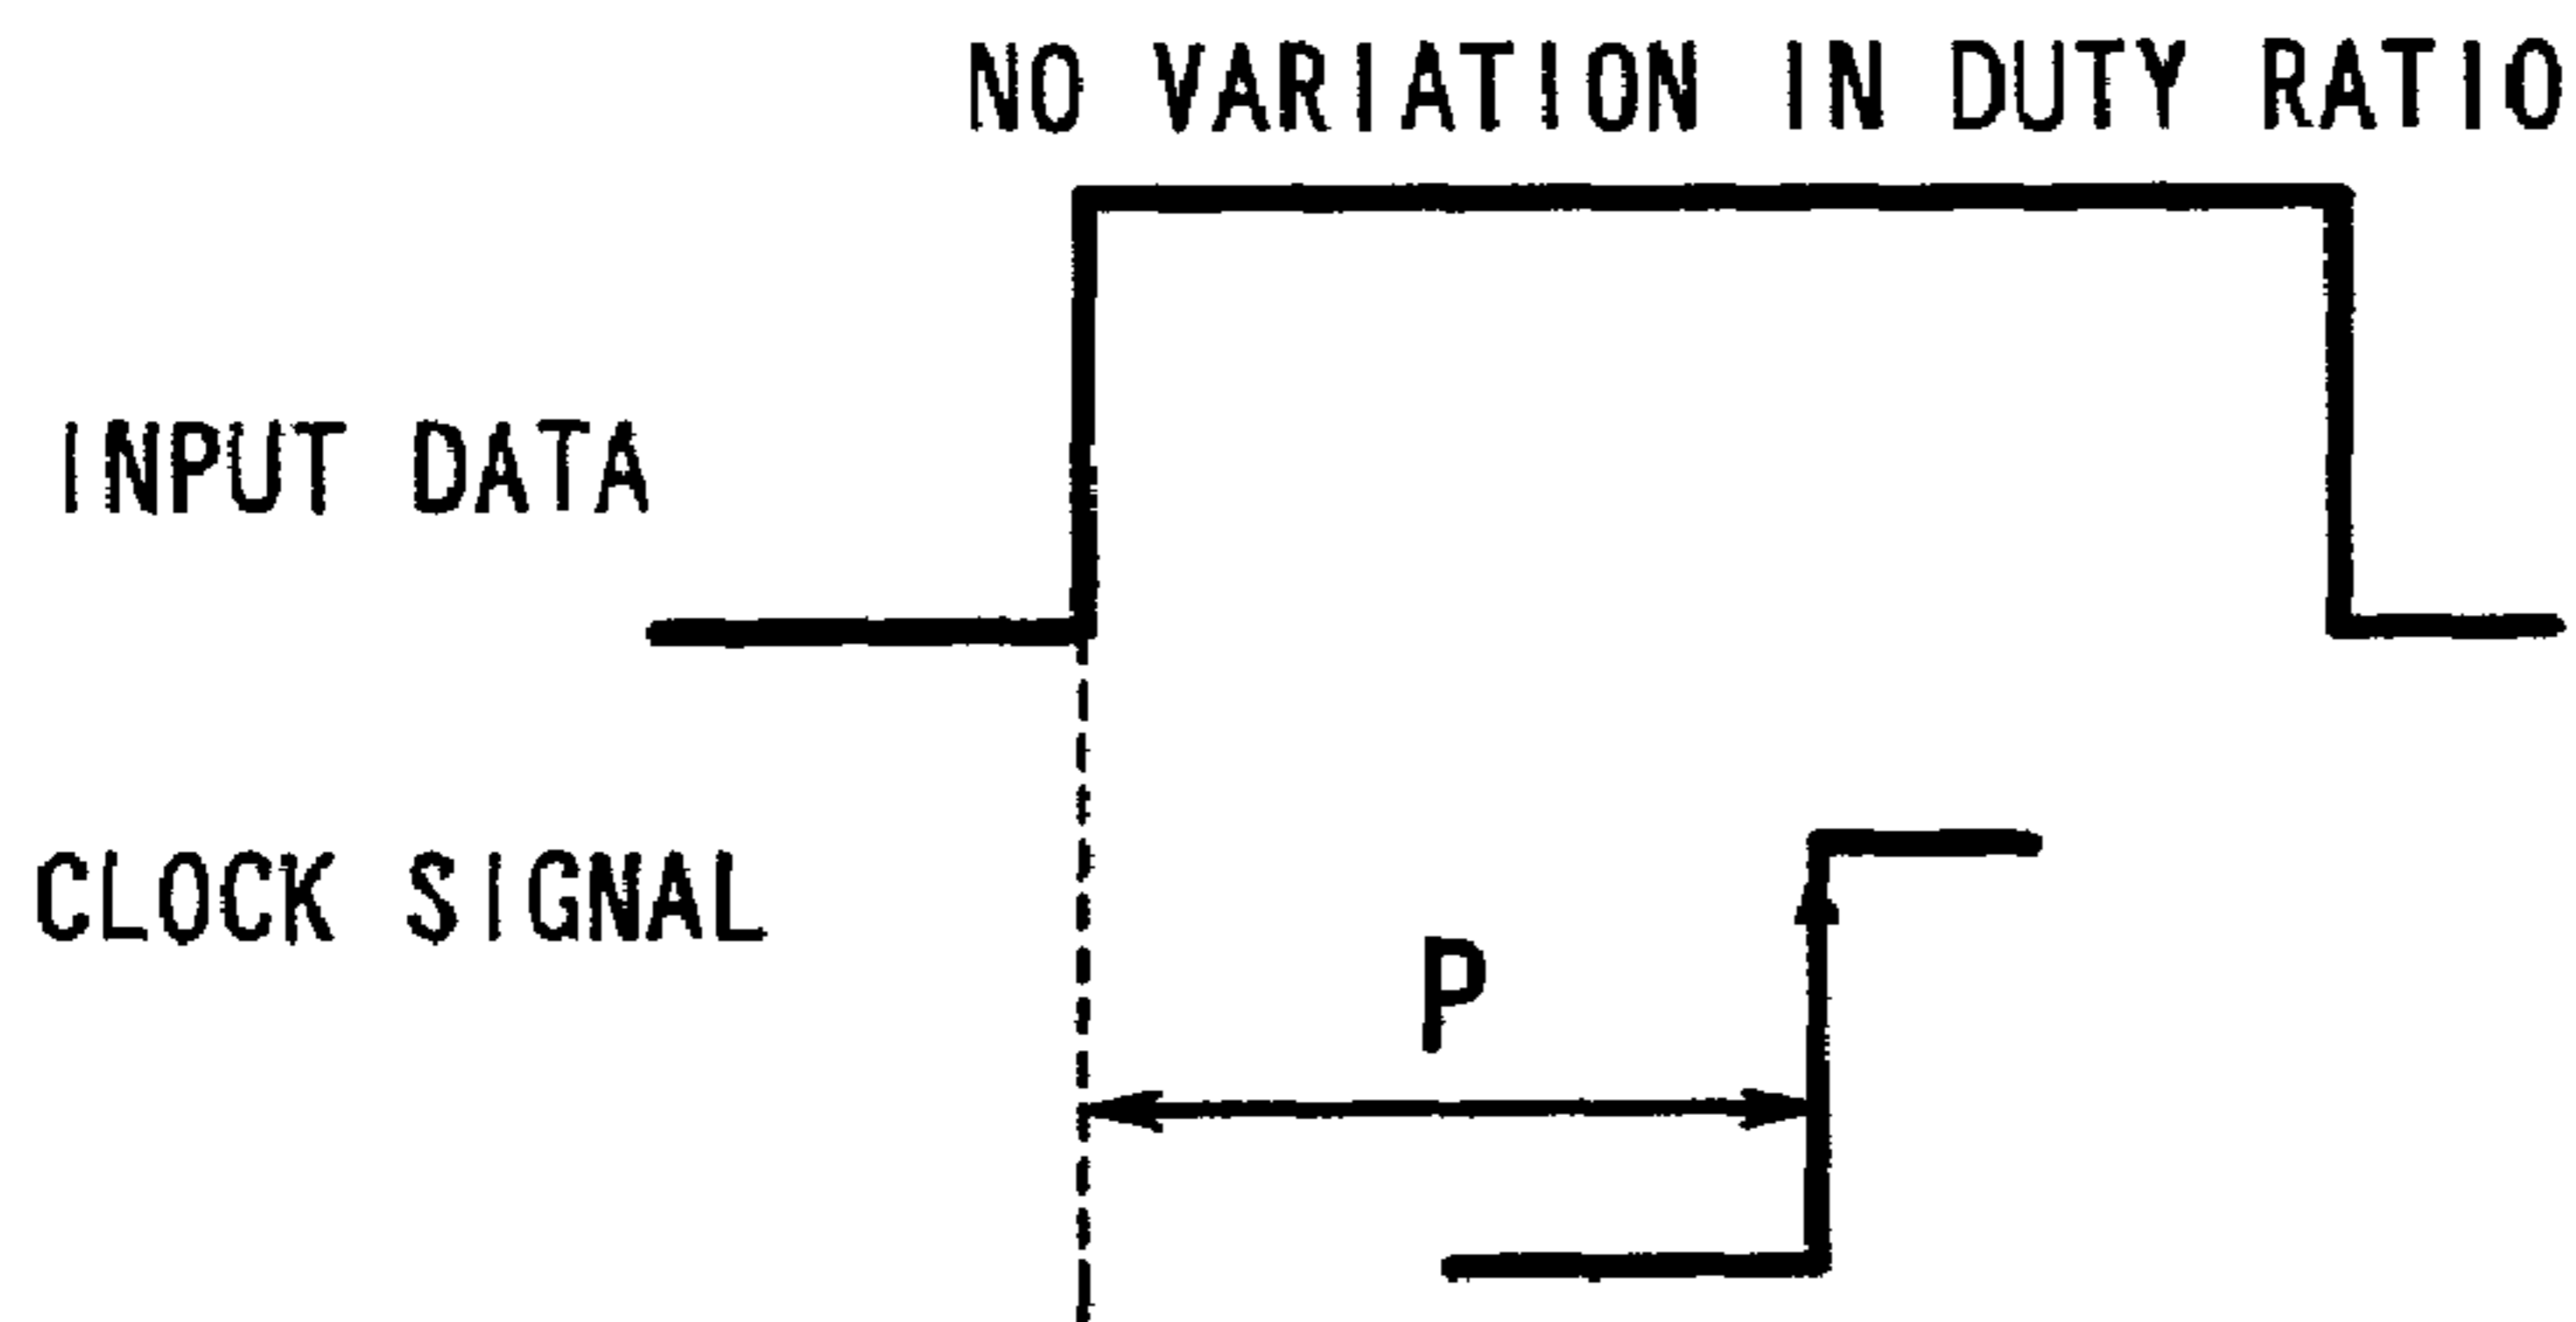 NO VARIATION IN DUTY RATIO
INPUT DATA
CLOCK SIGNAL
P